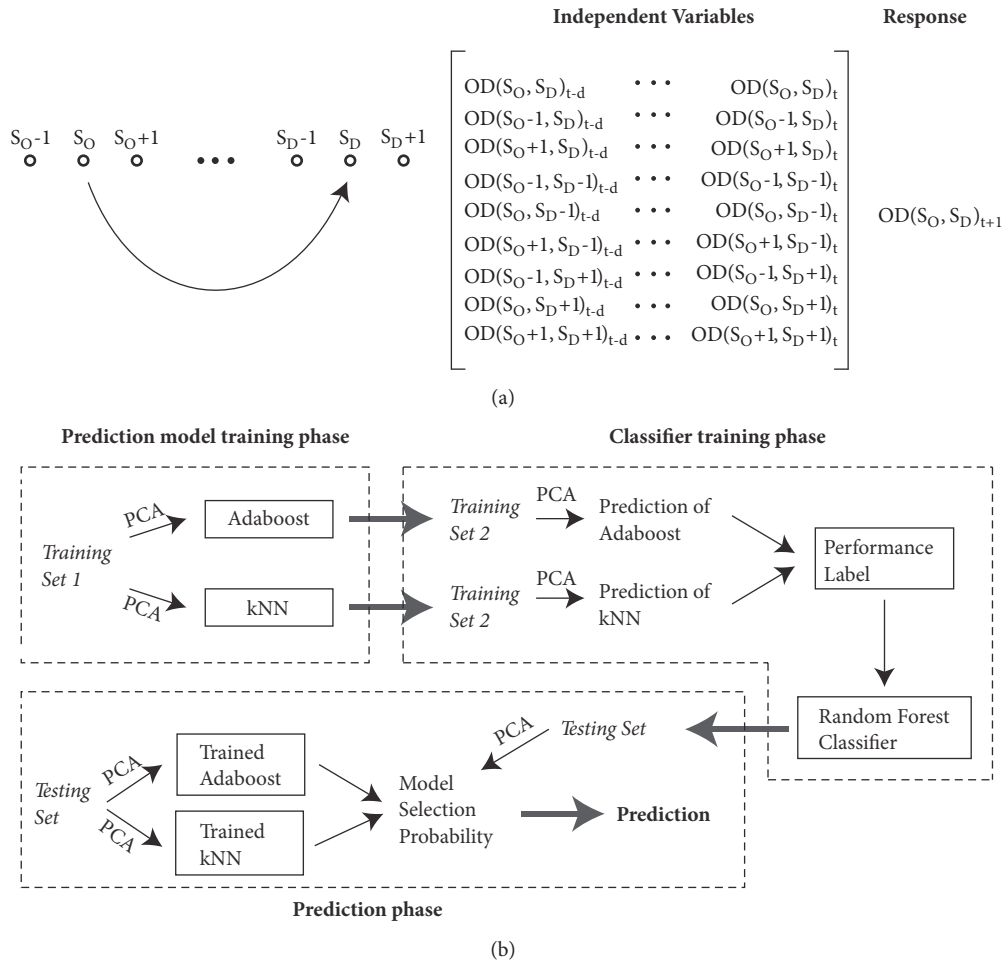 Independent Variables Response
S_O-1 S_O S_O+1 ••• S_D-1 S_D S_D+1
OD(S_O, S_D)_t-d ••• OD(S_O, S_D)_t
OD(S_O-1, S_D)_t-d ••• OD(S_O-1, S_D)_t
OD(S_O+1, S_D)_t-d ••• OD(S_O+1, S_D)_t
OD(S_O-1, S_D-1)_t-d ••• OD(S_O-1, S_D-1)_t
OD(S_O, S_D-1)_t-d ••• OD(S_O, S_D-1)_t
OD(S_O+1, S_D-1)_t-d ••• OD(S_O+1, S_D-1)_t
OD(S_O-1, S_D+1)_t-d ••• OD(S_O-1, S_D+1)_t
OD(S_O, S_D+1)_t-d ••• OD(S_O, S_D+1)_t
OD(S_O+1, S_D+1)_t-d ••• OD(S_O+1, S_D+1)_t
OD(S_O, S_D)_t+1
(a)
Prediction model training phase
Training
Set 1
PCA
Adaboost
PCA
kNN
Classifier training phase
Training
Set 2
PCA
Prediction of
Adaboost
Training
Set 2
PCA
Prediction of
kNN
Performance
Label
Random Forest
Classifier
Testing
Set
PCA
Trained
Adaboost
PCA
Trained
kNN
Model
Selection
Probability
PCA
Testing Set
Prediction
Prediction phase
(b)